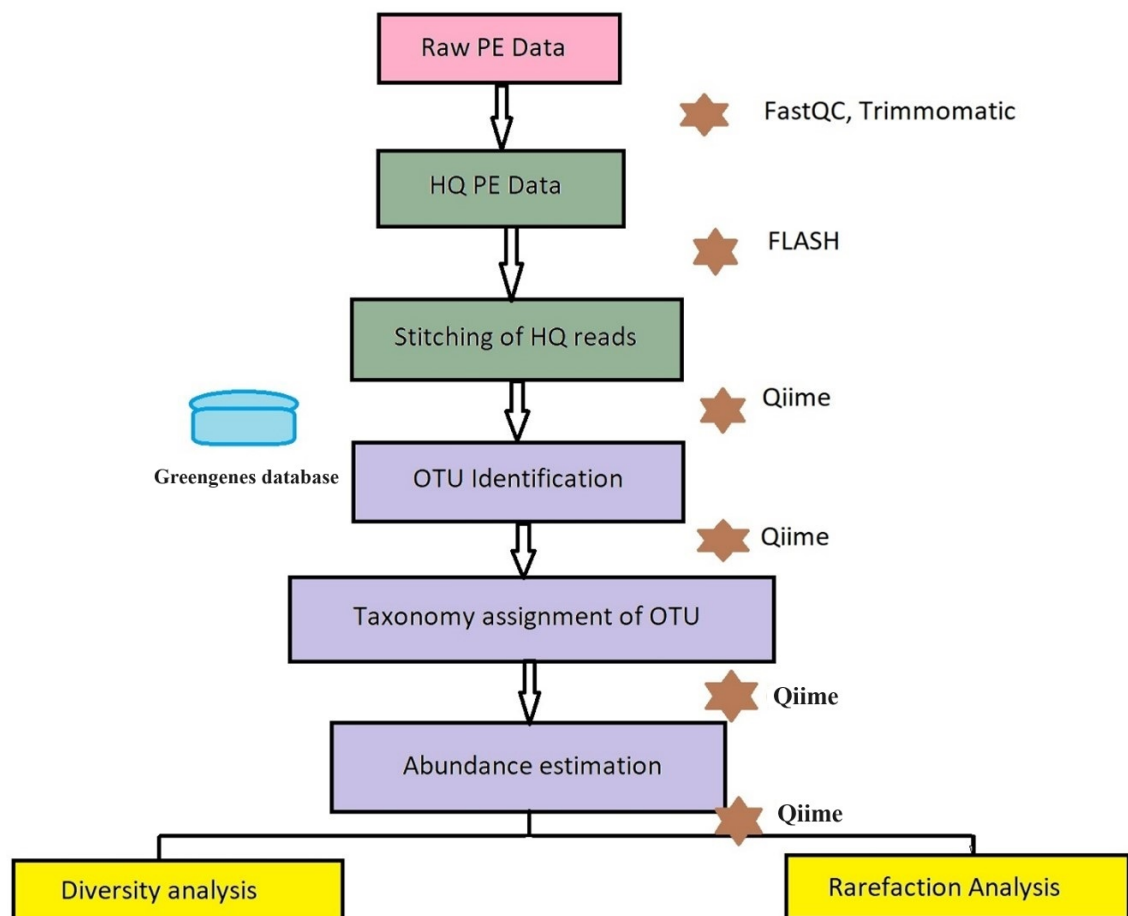 Raw PE Data
FastQC, Trimmomatic
HQ PE Data
FLASH
Stitching of HQ reads
Qiime
Greengenes database
OTU Identification
Qiime
Taxonomy assignment of OTU
Qiime
Abundance estimation
Qiime
Diversity analysis
Rarefaction Analysis